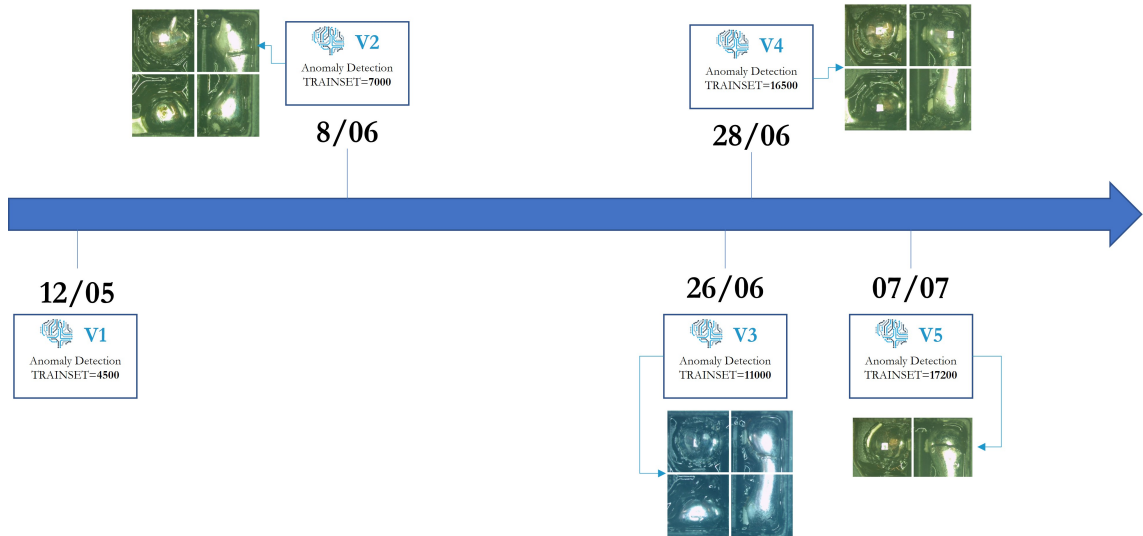 V2
Anomaly Detection
TRAINSET=7000
8/06
V4
Anomaly Detection
TRAINSET=16500
28/06
12/05
V1
Anomaly Detection
TRAINSET=4500
26/06
V3
Anomaly Detection
TRAINSET=11000
07/07
V5
Anomaly Detection
TRAINSET=17200